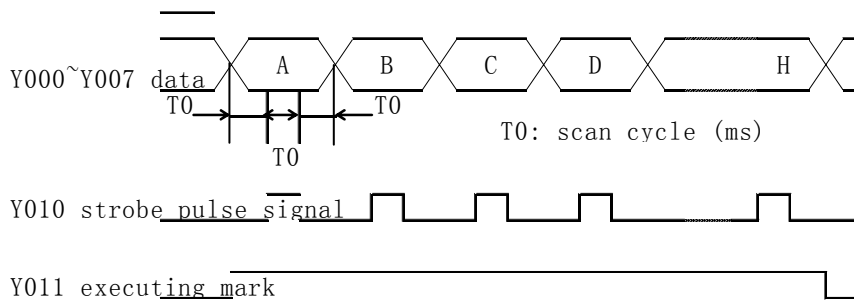 Y000~Y007 data
A
B
C
D
H
T0
T0
T0
T0: scan cycle (ms)
Y010 strobe pulse signal
Y011 executing mark